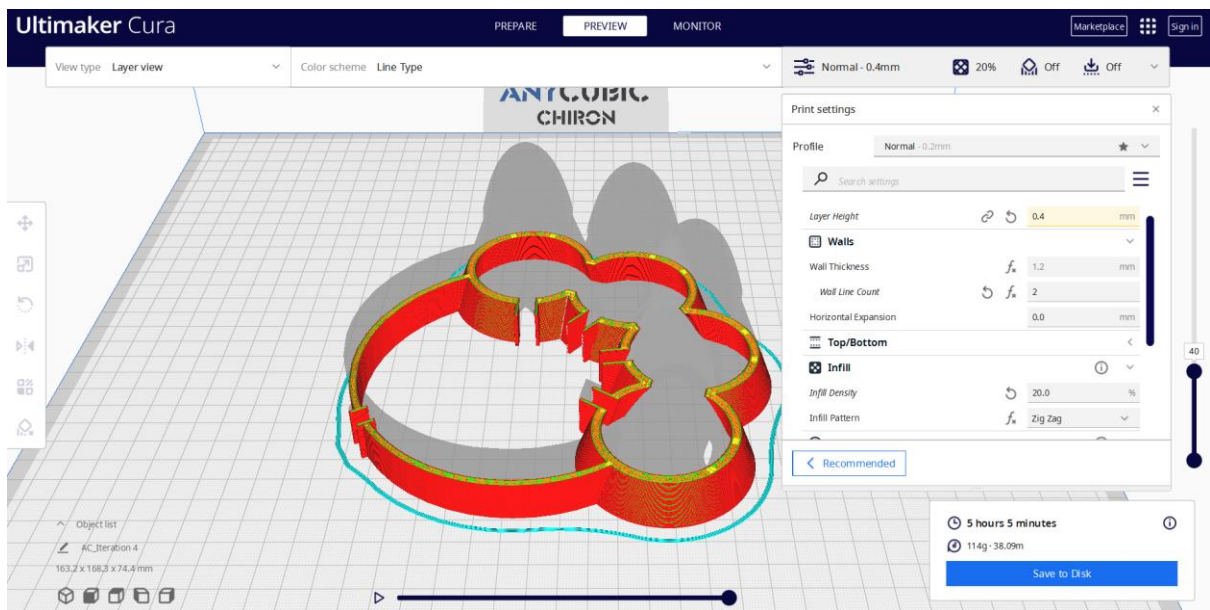 Ultimaker Cura
PREPARE PREVIEW MONITOR
Marketplace Sign in
View type Layer view
Color scheme Line Type
Normal - 0.4mm 20% Off Off
ANYCUBIC
CHIRON
Print settings
Profile Normal - 0.2mm
Search settings
Layer Height 0.4 mm
Walls
Wall Thickness fx 1.2 mm
Wall Line Count fx 2
Horizontal Expansion 0.0 mm
Top/Bottom
Infill
Infill Density 20.0 %
Infill Pattern fx Zig Zag
Recommended
40
Object list
AC_Iteration 4
163.2 x 168.3 x 74.4 mm
5 hours 5 minutes
114g · 38.09m
Save to Disk